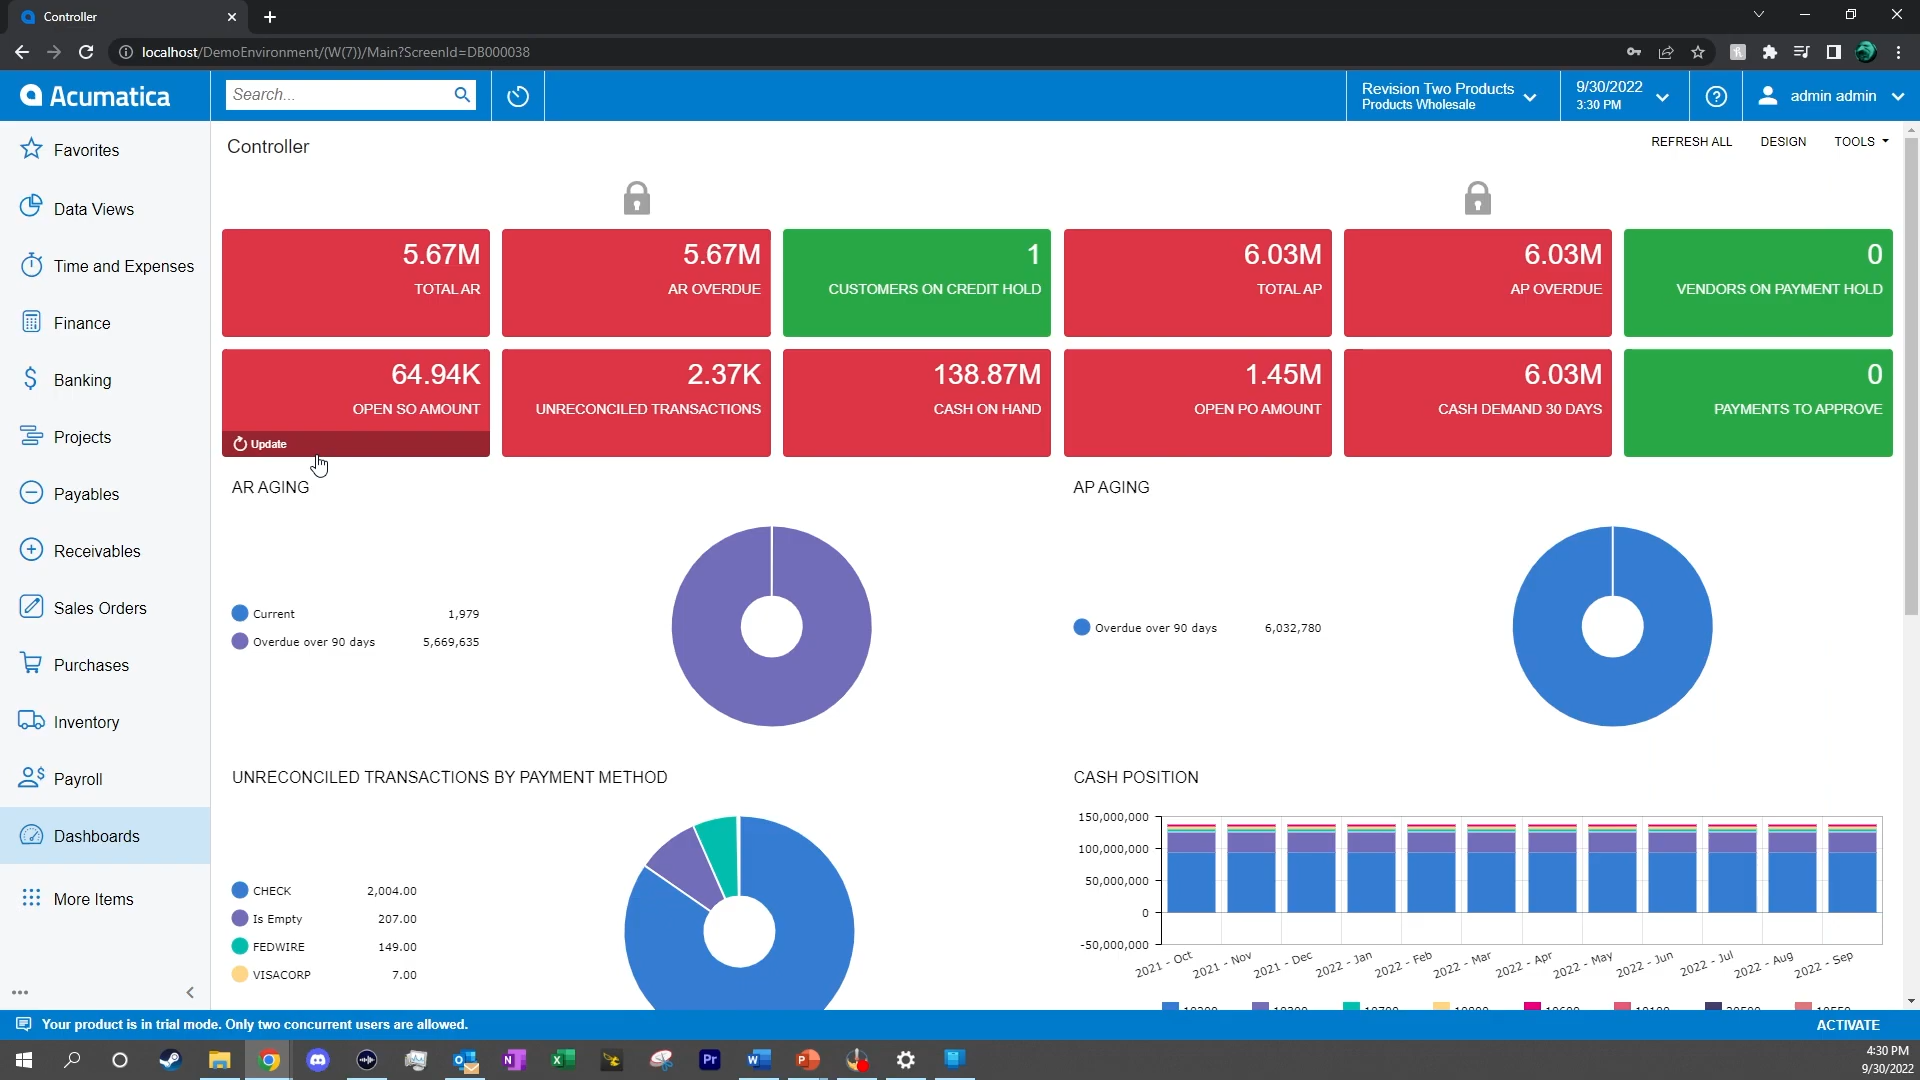 Controller
localhost/DemoEnvironment/(W(7))/Main?ScreenId=DB000038
Acumatica
Search...
Revision Two Products
Products Wholesale
9/30/2022
3:30 PM
admin admin
Favorites
Data Views
Time and Expenses
Finance
Banking
Projects
Payables
Receivables
Sales Orders
Purchases
Inventory
Payroll
Dashboards
More Items
Controller
REFRESH ALL
DESIGN
TOOLS
5.67M
TOTAL AR
5.67M
AR OVERDUE
1
CUSTOMERS ON CREDIT HOLD
6.03M
TOTAL AP
6.03M
AP OVERDUE
0
VENDORS ON PAYMENT HOLD
64.94K
OPEN SO AMOUNT
Update
2.37K
UNRECONCILED TRANSACTIONS
138.87M
CASH ON HAND
1.45M
OPEN PO AMOUNT
6.03M
CASH DEMAND 30 DAYS
0
PAYMENTS TO APPROVE
AR AGING
Current 1,979
Overdue over 90 days 5,669,635
AP AGING
Overdue over 90 days 6,032,780
UNRECONCILED TRANSACTIONS BY PAYMENT METHOD
CHECK 2,004.00
Is Empty 207.00
FEDWIRE 149.00
VISACORP 7.00
CASH POSITION
150,000,000
100,000,000
50,000,000
0
-50,000,000
2021 - Oct
2021 - Nov
2021 - Dec
2022 - Jan
2022 - Feb
2022 - Mar
2022 - Apr
2022 - May
2022 - Jun
2022 - Jul
2022 - Aug
2022 - Sep
Your product is in trial mode. Only two concurrent users are allowed.
ACTIVATE
4:30 PM
9/30/2022